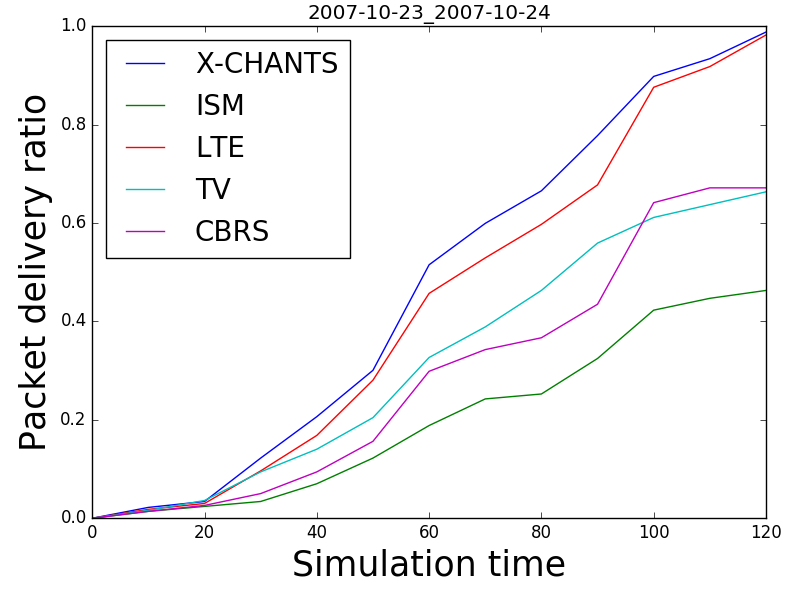 2007-10-23_2007-10-24
1.0
0.8
0.6
0.4
0.2
0.0
Packet delivery ratio
X-CHANTS
ISM
LTE
TV
CBRS
0 20 40 60 80 100 120
Simulation time